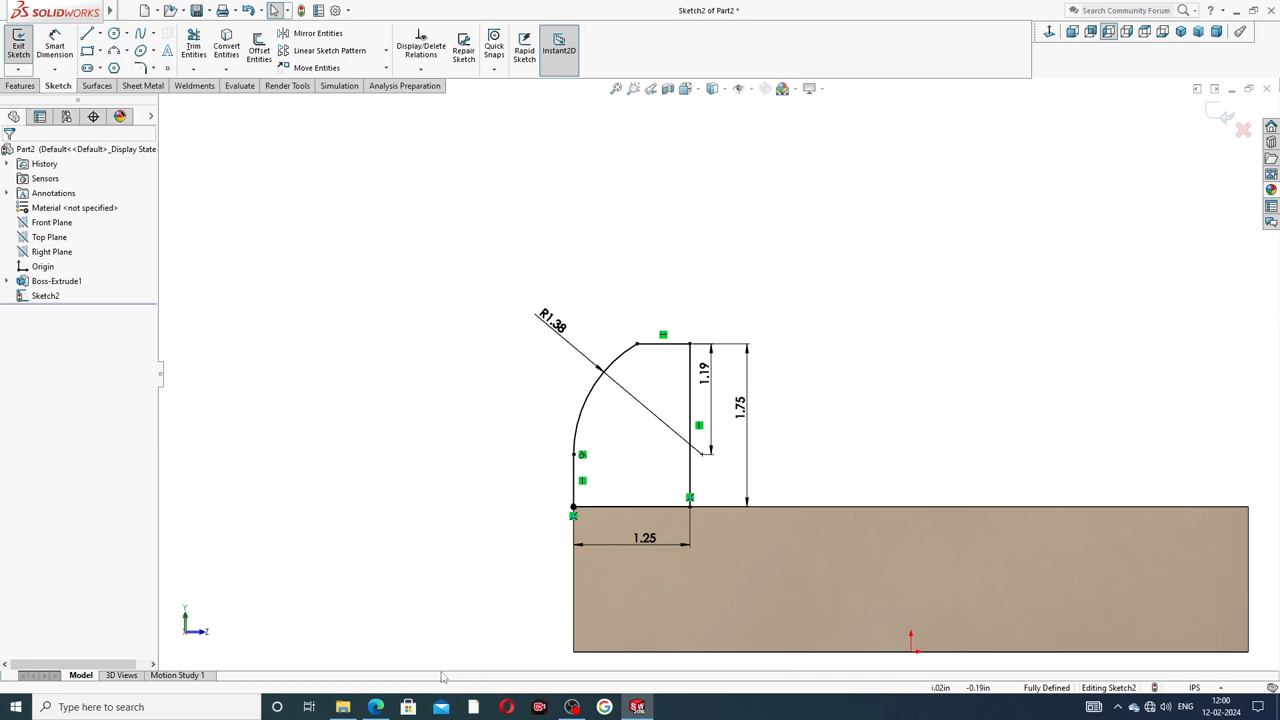 SOLIDWORKS
Sketch2 of Part2 *
Search Community Forum
?
Exit Sketch
Smart Dimension
Trim Entities
Convert Entities
Offset Entities
Mirror Entities
Linear Sketch Pattern
Move Entities
Display/Delete Relations
Repair Sketch
Quick Snaps
Rapid Sketch
Instant2D
Features
Sketch
Surfaces
Sheet Metal
Weldments
Evaluate
Render Tools
Simulation
Analysis Preparation
Part2 (Default<<Default>_Display State
History
Sensors
Annotations
Material <not specified>
Front Plane
Top Plane
Right Plane
Origin
Boss-Extrude1
Sketch2
R1.38
1.19
1.75
1.25
Y
Z
Model
3D Views
Motion Study 1
-0.19in
Fully Defined
Editing Sketch2
IPS
Type here to search
ENG
12:00
12-02-2024